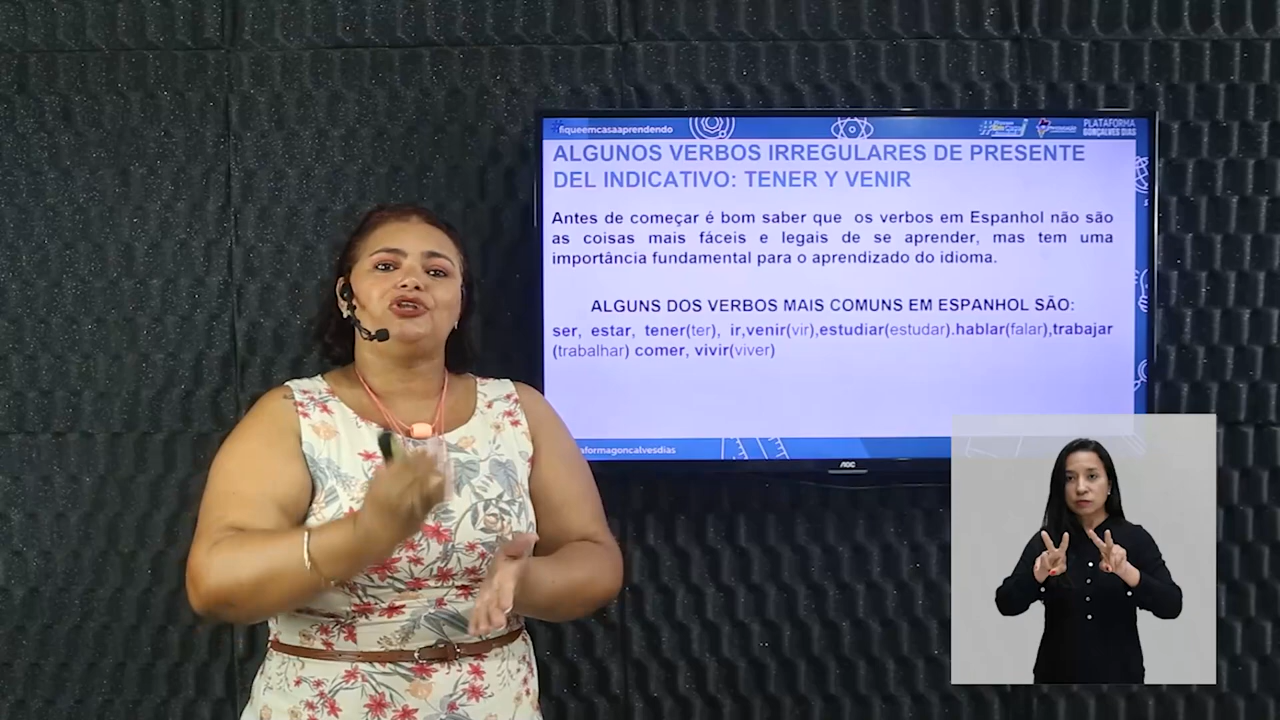 #fiqueemcasaaprendendo
PLATAFORMA
GONÇALVES DIAS
ALGUNOS VERBOS IRREGULARES DE PRESENTE
DEL INDICATIVO: TENER Y VENIR
Antes de começar é bom saber que os verbos em Espanhol não são
as coisas mais fáceis e legais de se aprender, mas tem uma
importância fundamental para o aprendizado do idioma.
ALGUNS DOS VERBOS MAIS COMUNS EM ESPANHOL SÃO:
ser, estar, tener(ter), ir,venir(vir),estudiar(estudar).hablar(falar),trabajar
(trabalhar) comer, vivir(viver)
aformagoncalvesdias
AOC